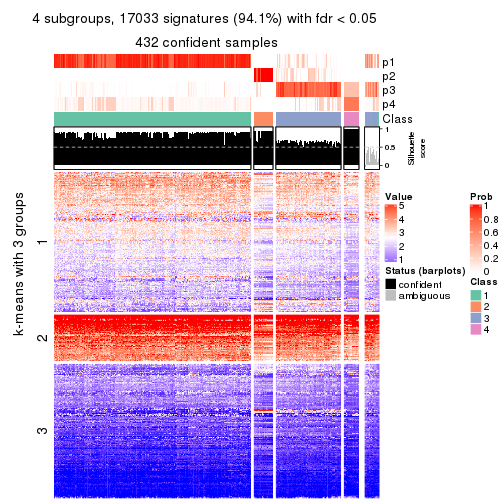 4 subgroups, 17033 signatures (94.1%) with fdr < 0.05
432 confident samples
p1
p2
p3
p4
Class
1
0.5
0
Silhouette
score
k-means with 3 groups
1
2
3
Value
5
4
3
2
1
Status (barplots)
confident
ambiguous
Prob
1
0.8
0.6
0.4
0.2
0
Class
1
2
3
4